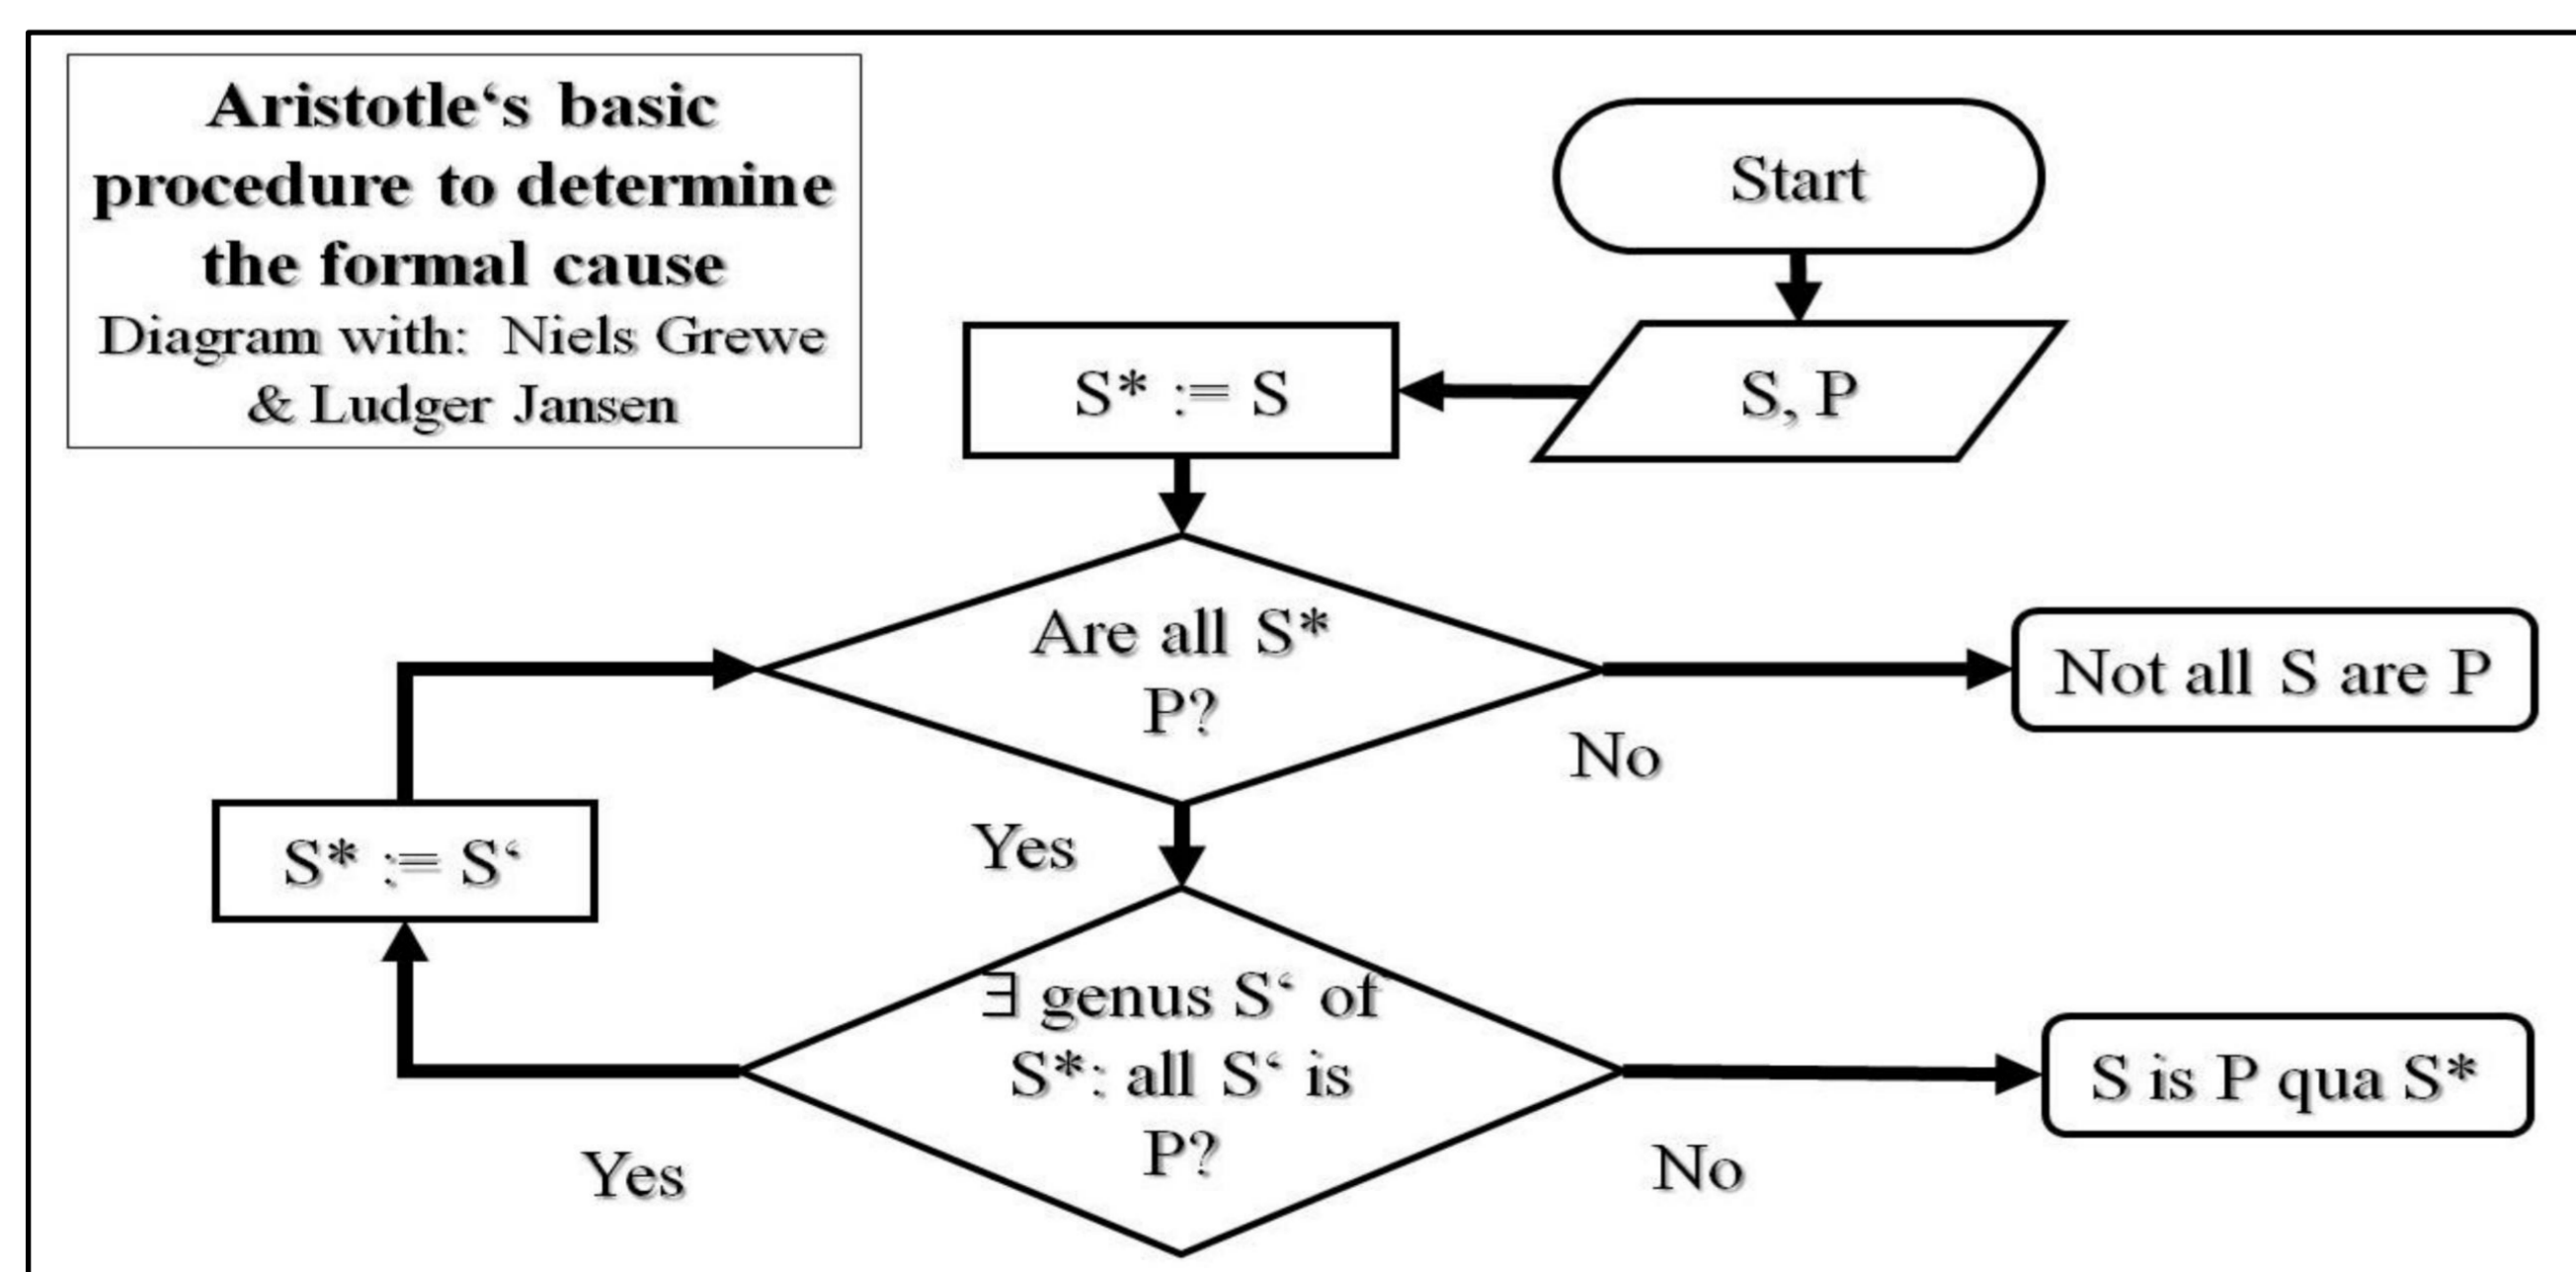 Aristotle‘s basic
procedure to determine
the formal cause
Diagram with: Niels Grewe
& Ludger Jansen
Start
S, P
S* := S
Are all S*
P?
No
Not all S are P
Yes
S* := S‘
∃ genus S‘ of
S*: all S‘ is
P?
Yes
No
S is P qua S*